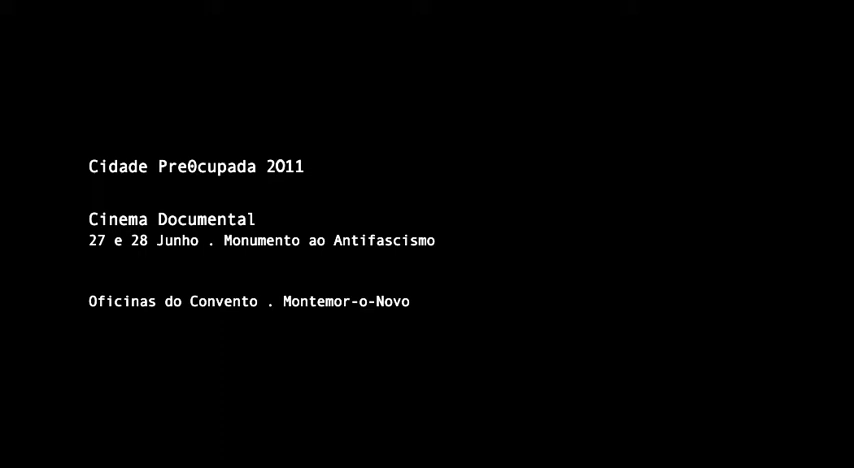 Cidade Pre0cupada 2011
Cinema Documental
27 e 28 Junho . Monumento ao Antifascismo
Oficinas do Convento . Montemor-o-Novo